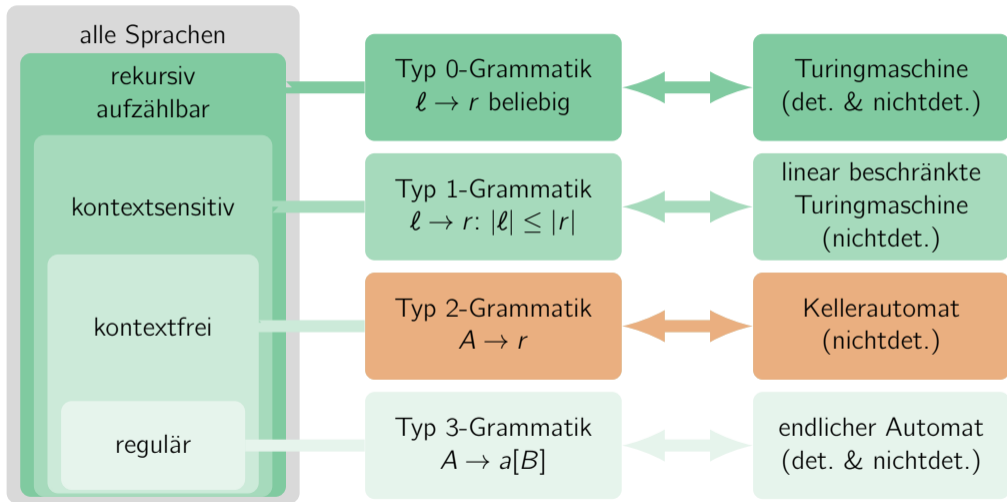 alle Sprachen
rekursiv
aufzählbar
kontextsensitiv
kontextfrei
regulär
Typ 0-Grammatik
ℓ → r beliebig
Turingmaschine
(det. & nichtdet.)
Typ 1-Grammatik
ℓ → r: |ℓ| ≤ |r|
linear beschränkte
Turingmaschine
(nichtdet.)
Typ 2-Grammatik
A → r
Kellerautomat
(nichtdet.)
Typ 3-Grammatik
A → a[B]
endlicher Automat
(det. & nichtdet.)